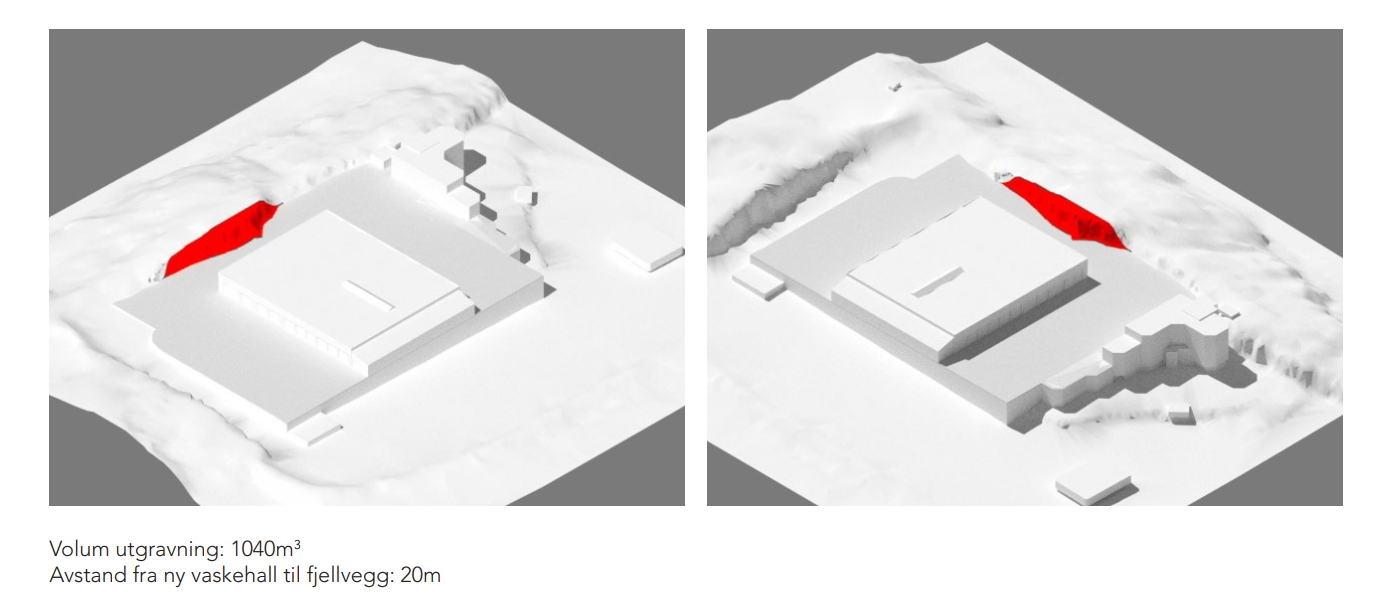 Volum utgravning: 1040m³
Avstand fra ny vaskehall til fjellvegg: 20m